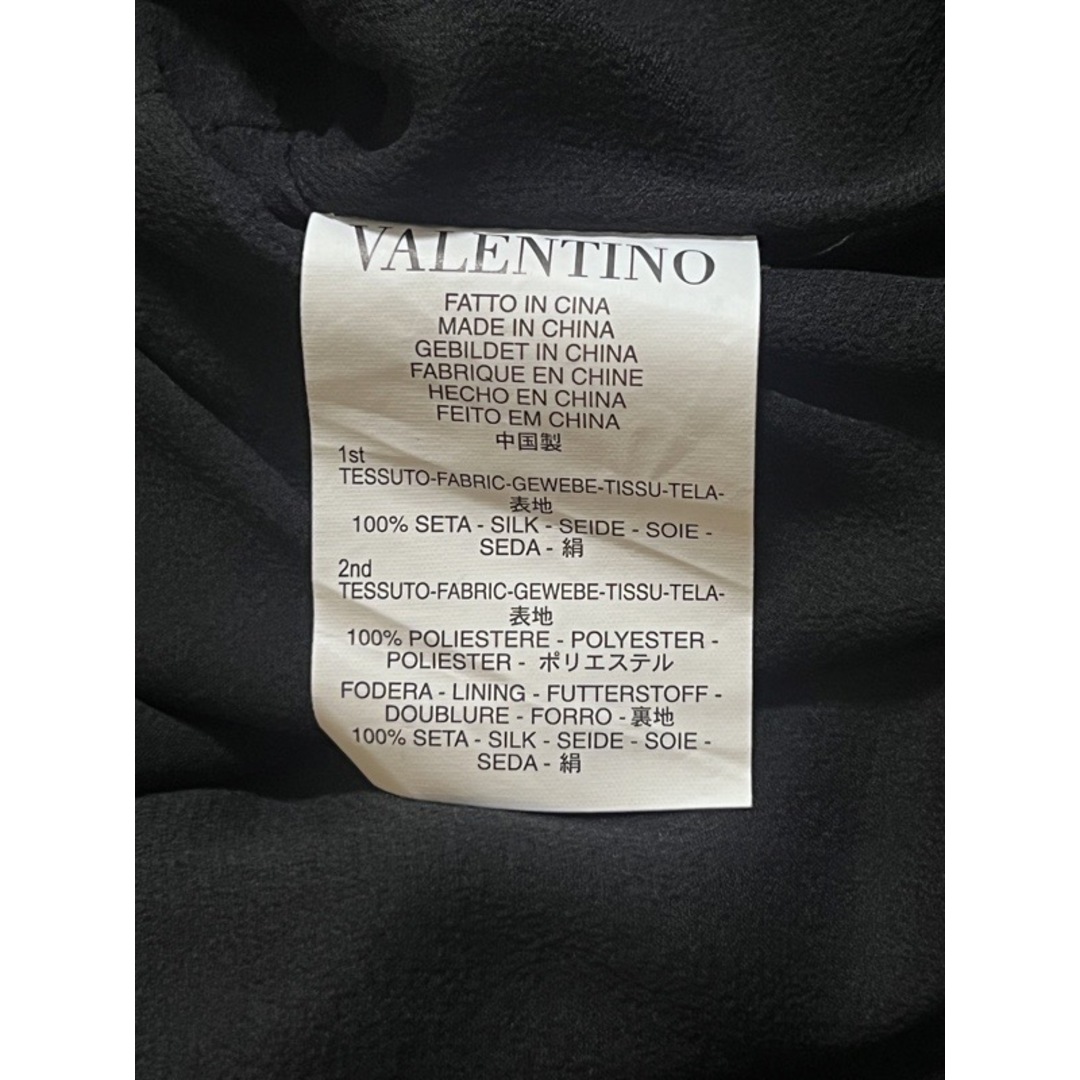 VALENTINO
FATTO IN CINA
MADE IN CHINA
GEBILDET IN CHINA
FABRIQUE EN CHINE
HECHO EN CHINA
FEITO EM CHINA
中国製
1st
TESSUTO-FABRIC-GEWEBE-TISSU-TELA-
表地
100% SETA - SILK - SEIDE - SOIE -
SEDA - 絹
2nd
TESSUTO-FABRIC-GEWEBE-TISSU-TELA-
表地
100% POLIESTERE - POLYESTER -
POLIESTER - ポリエステル
FODERA - LINING - FUTTERSTOFF -
DOUBLURE - FORRO - 裏地
100% SETA - SILK - SEIDE - SOIE -
SEDA - 絹